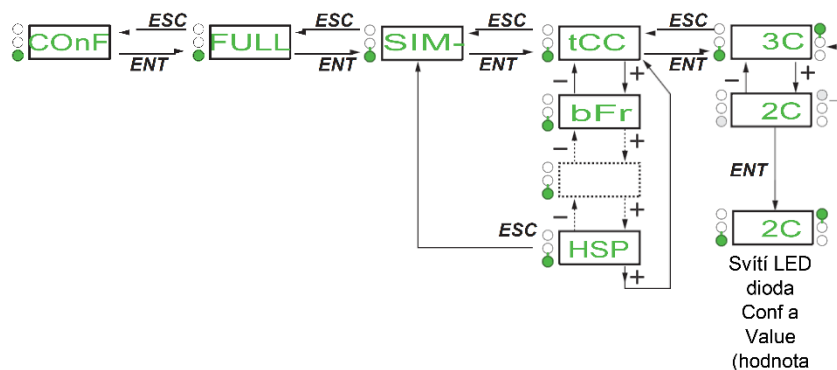 ESC ESC ESC ESC
COnF FULL SIM- tCC 3C
ENT ENT ENT ENT
− + − +
bFr 2C
− +
ENT
− +
ESC
HSP 2C
+
Svítí LED
dioda
Conf a
Value
(hodnota